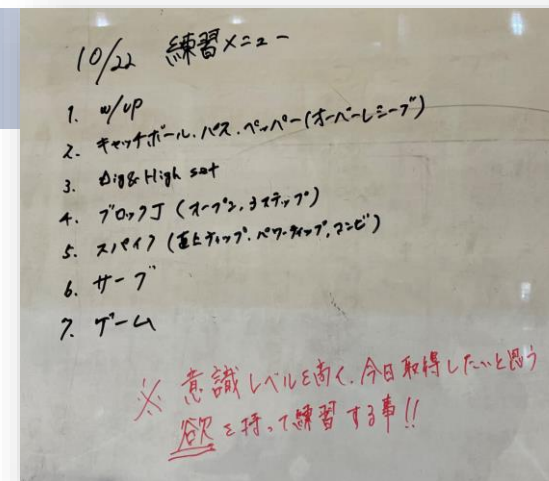 10/22 練習メニュー
1. w/up
2. キャッチボール、パス、ペッパー(オーバーレシーブ)
3. Dig & High set
4. ブロックJ (オープン, 3ステップ)
5. スパイク (真上トップ、パワーティップ, コンビ)
6. サーブ
7. ゲーム
※ 意識レベルを高く、今日取得したいと思う
欲を持って練習する事!!